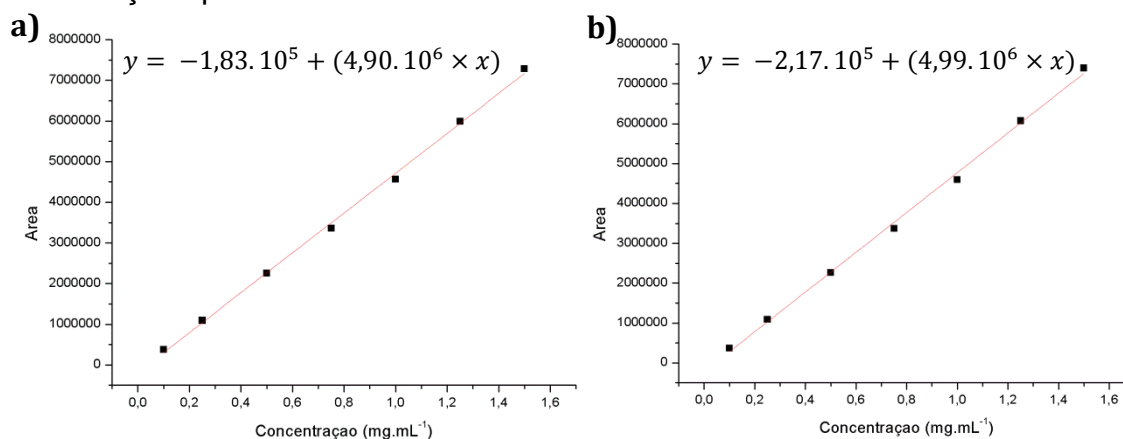 a)
y = −1,83. 10⁵ + (4,90. 10⁶ × x)
8000000
7000000
6000000
5000000
4000000
3000000
2000000
1000000
0
Area
0,0 0,2 0,4 0,6 0,8 1,0 1,2 1,4 1,6
Concentraçao (mg.mL⁻¹)
b)
y = −2,17. 10⁵ + (4,99. 10⁶ × x)
8000000
7000000
6000000
5000000
4000000
3000000
2000000
1000000
0
Area
0,0 0,2 0,4 0,6 0,8 1,0 1,2 1,4 1,6
Concentraçao (mg.mL⁻¹)